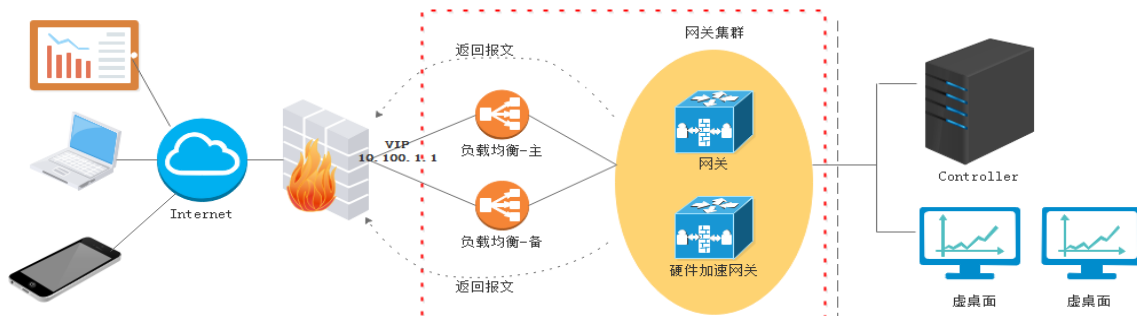 返回报文
网关集群
VIP
10.100.1.1
负载均衡-主
网关
Controller
Internet
负载均衡-备
硬件加速网关
返回报文
虚桌面
虚桌面